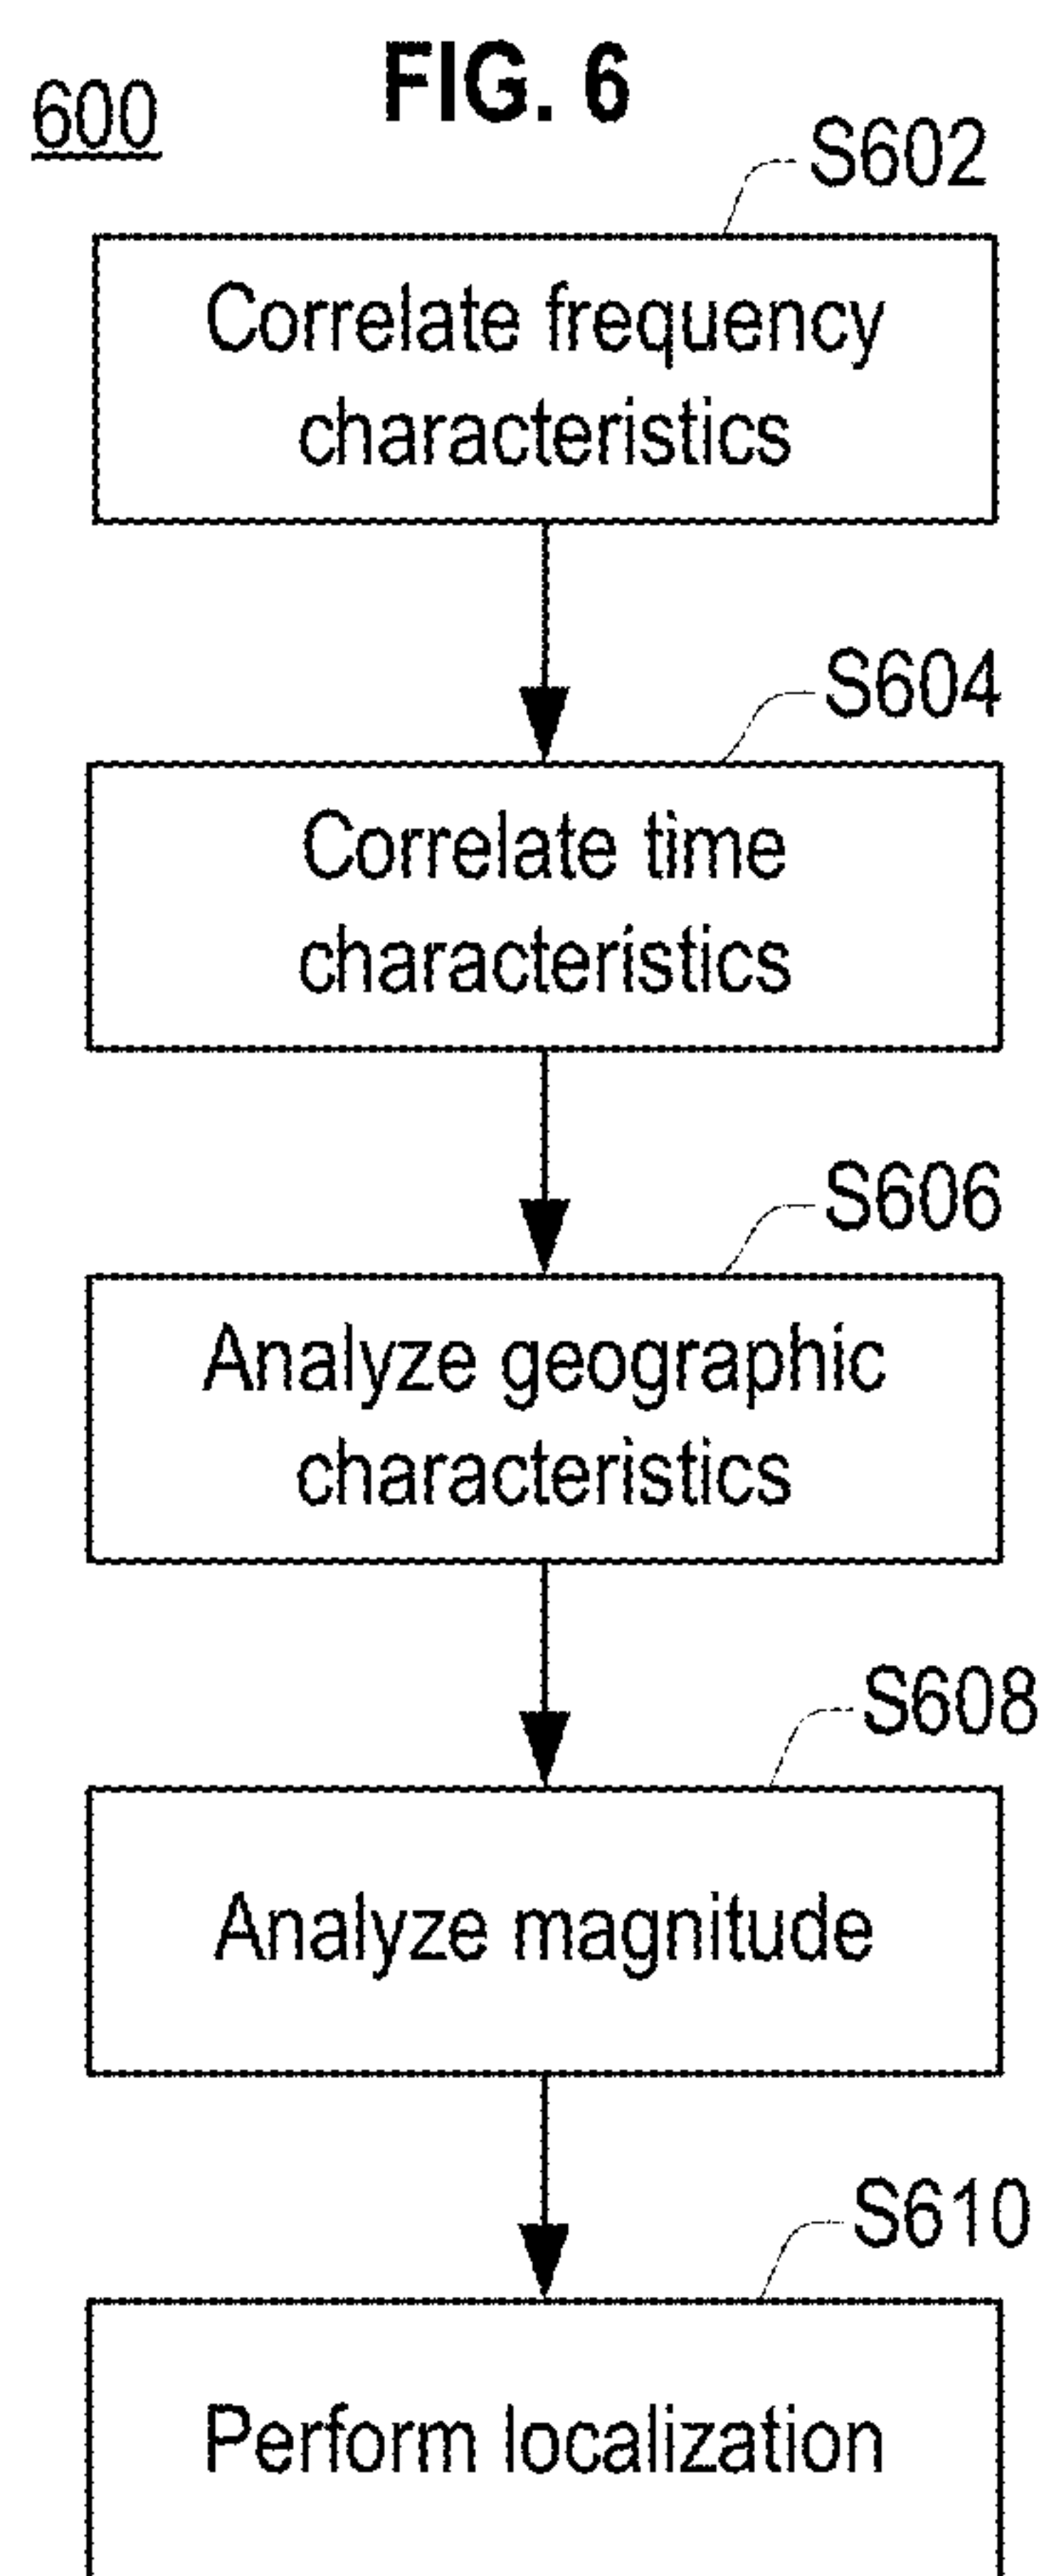 FIG. 6
600
S602
Correlate frequency
characteristics
S604
Correlate time
characteristics
S606
Analyze geographic
characteristics
S608
Analyze magnitude
S610
Perform localization